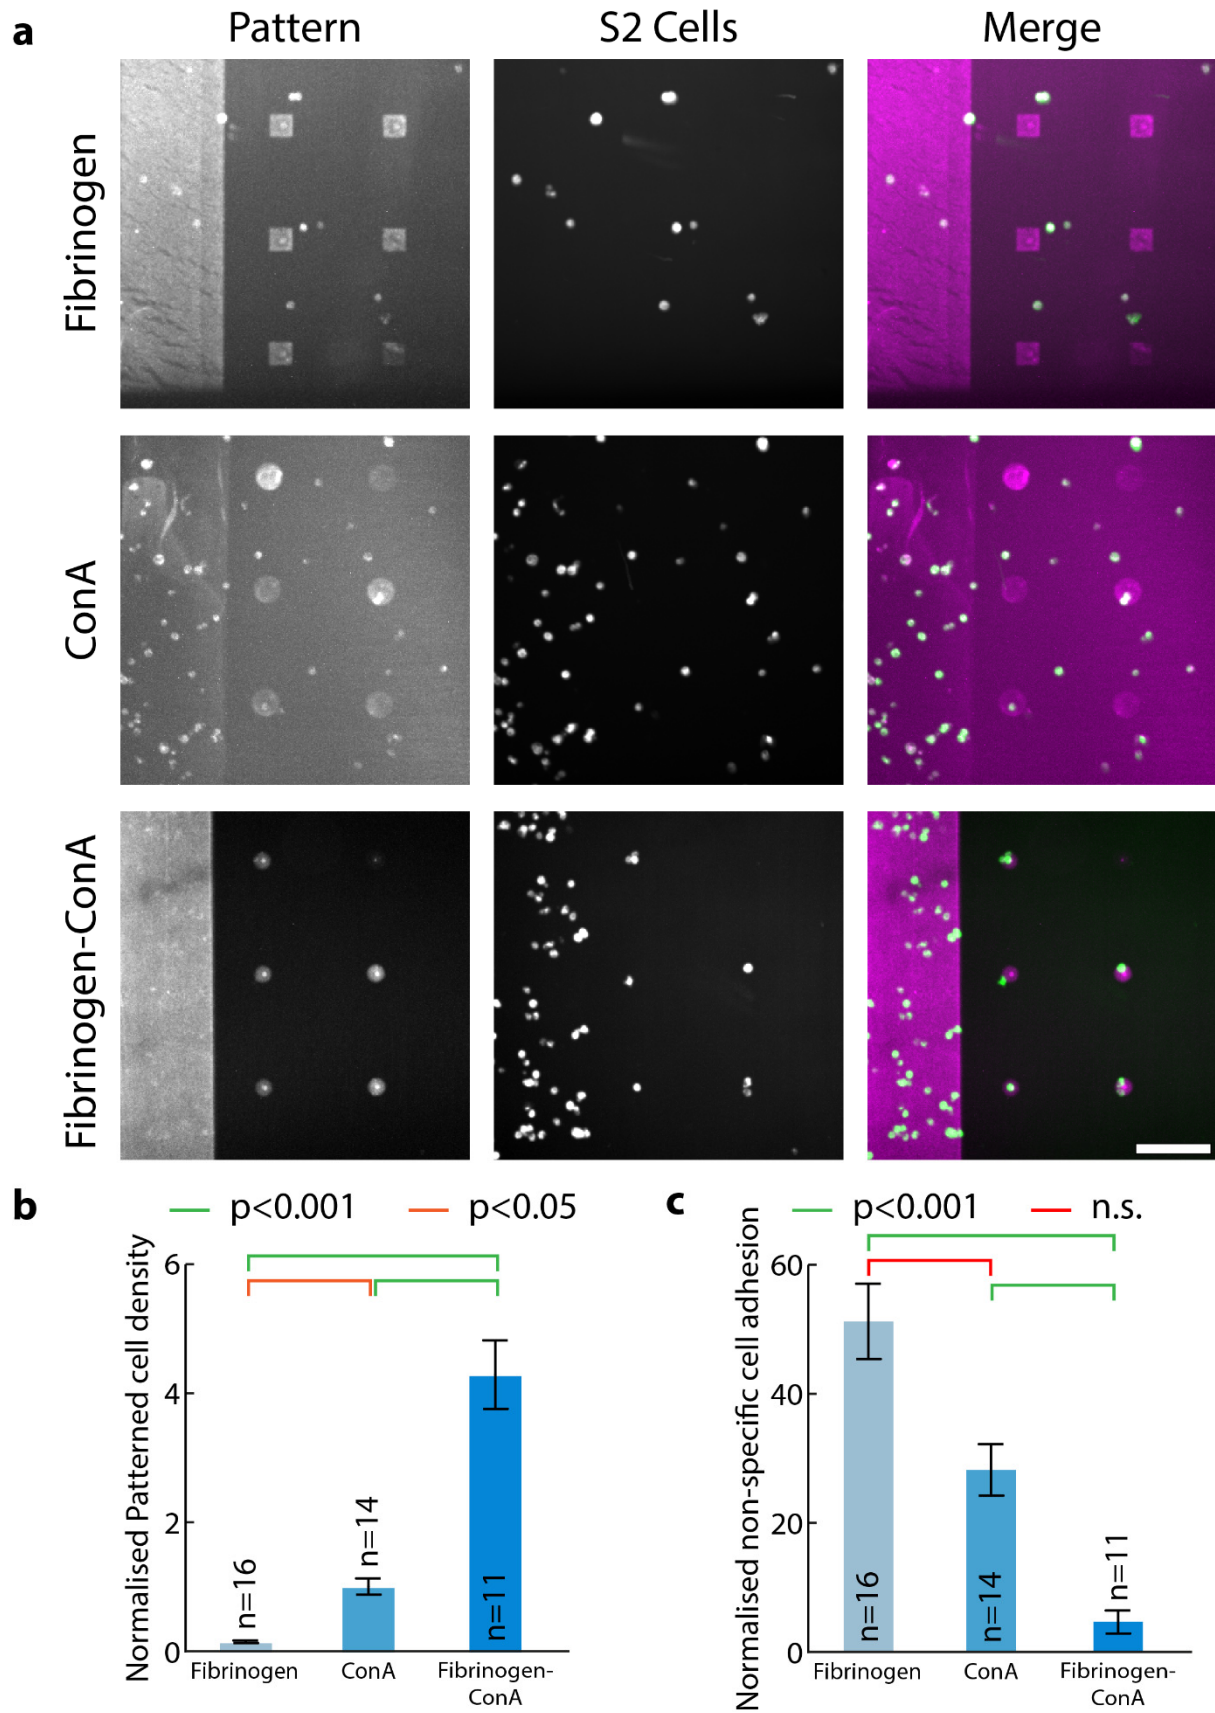 a
Pattern
S2 Cells
Merge
Fibrinogen
ConA
Fibrinogen-ConA
b
p<0.001
p<0.05
Normalised Patterned cell density
6
4
2
0
n=16
n=14
n=11
Fibrinogen
ConA
Fibrinogen-
ConA
c
p<0.001
n.s.
Normalised non-specific cell adhesion
60
40
20
0
n=16
n=14
n=11
Fibrinogen
ConA
Fibrinogen-
ConA